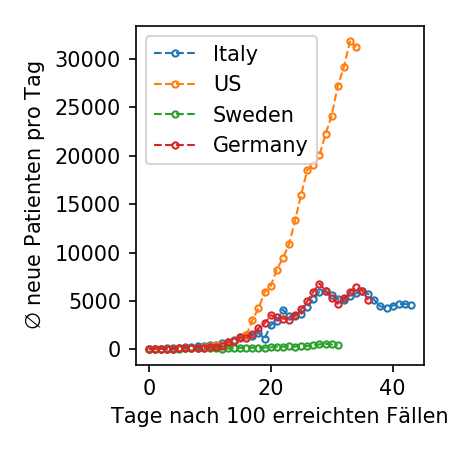 Italy
US
Sweden
Germany
∅ neue Patienten pro Tag
30000
25000
20000
15000
10000
5000
0
0 20 40
Tage nach 100 erreichten Fällen